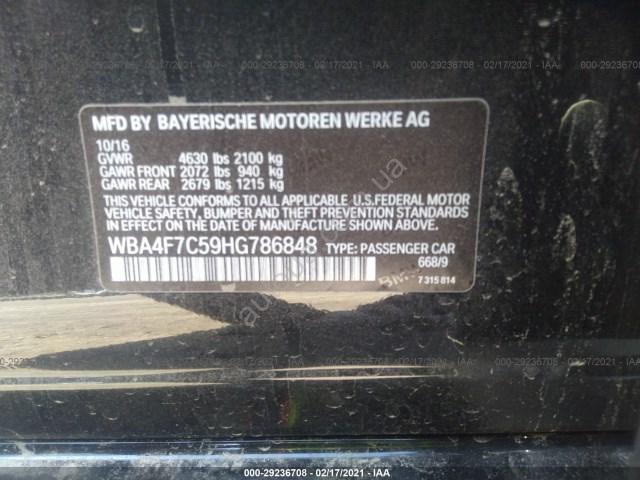 000-29236708 - 02/17/2021 - IAA
000-29236708 - 02/17/2021 - IAA
MFD BY BAYERISCHE MOTOREN WERKE AG
10/16
GVWR 4630 lbs 2100 kg
GAWR FRONT 2072 lbs 940 kg
GAWR REAR 2679 lbs 1215 kg
THIS VEHICLE CONFORMS TO ALL APPLICABLE U.S.FEDERAL MOTOR
VEHICLE SAFETY, BUMPER AND THEFT PREVENTION STANDARDS
IN EFFECT ON THE DATE OF MANUFACTURE SHOWN ABOVE.
WBA4F7C59HG786848 TYPE: PASSENGER CAR
668/9
BMW 7 315 814
000-29236708 - 02/17/2021 - IAA
000-29236708 - 02/17/2021 - IAA
000-29236708 - 02/17/2021 - IAA